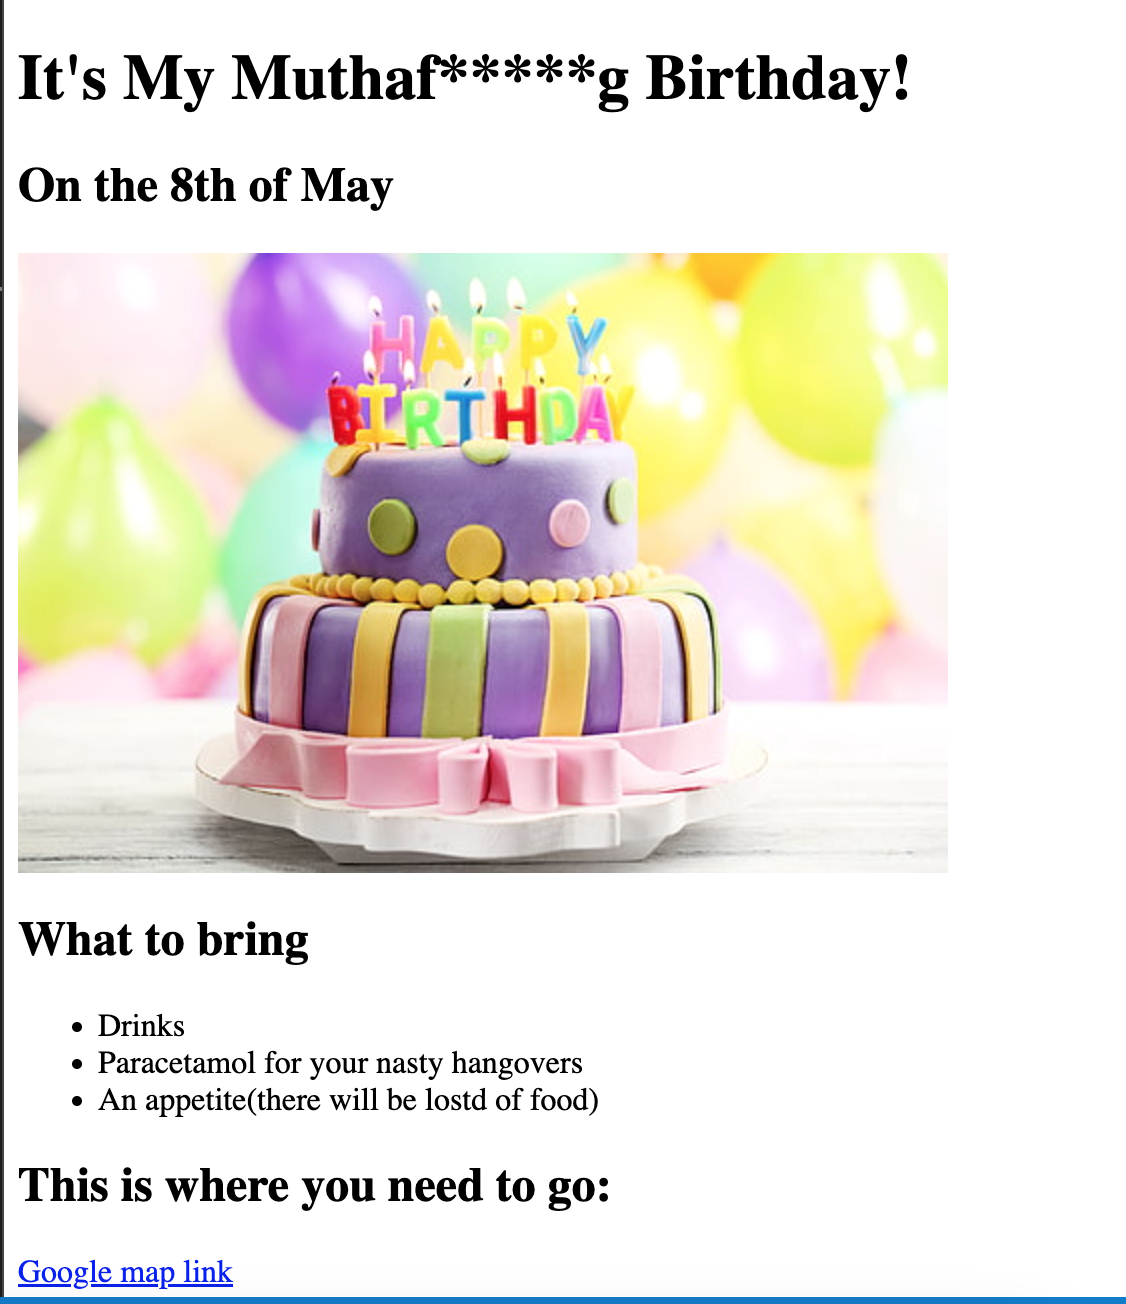 It's My Muthaf*****g Birthday!
On the 8th of May
HAPPY
BIRTHDAY
What to bring
Drinks
Paracetamol for your nasty hangovers
An appetite(there will be lostd of food)
This is where you need to go:
Google map link